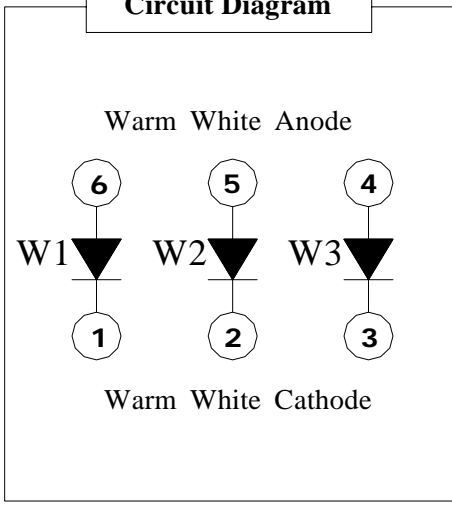 Circuit Diagram
Warm White Anode
6 5 4
W1 W2 W3
1 2 3
Warm White Cathode